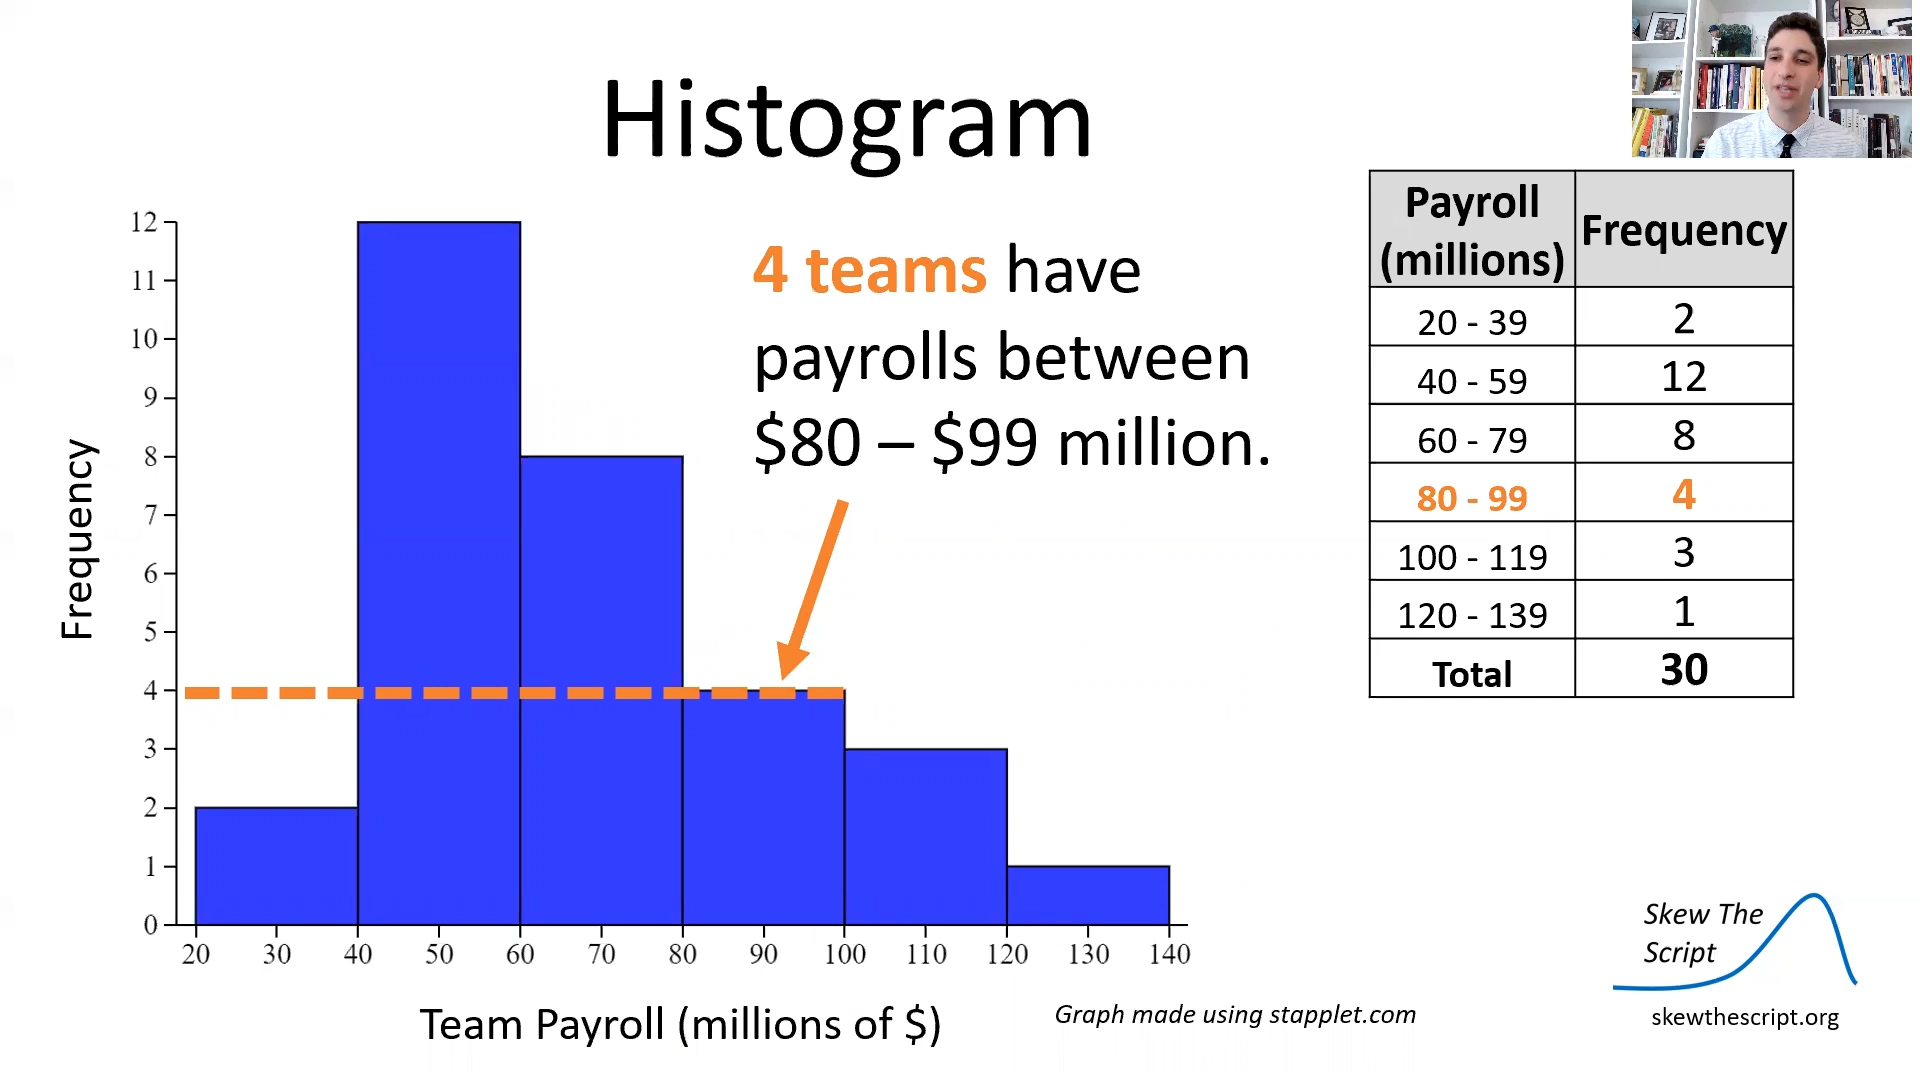 Histogram
4 teams have
payrolls between
$80 – $99 million.
Frequency
12
11
10
9
8
7
6
5
4
3
2
1
0
20 30 40 50 60 70 80 90 100 110 120 130 140
Team Payroll (millions of $)
Graph made using stapplet.com
Payroll (millions) Frequency
20 - 39 2
40 - 59 12
60 - 79 8
80 - 99 4
100 - 119 3
120 - 139 1
Total 30
Skew The
Script
skewthescript.org